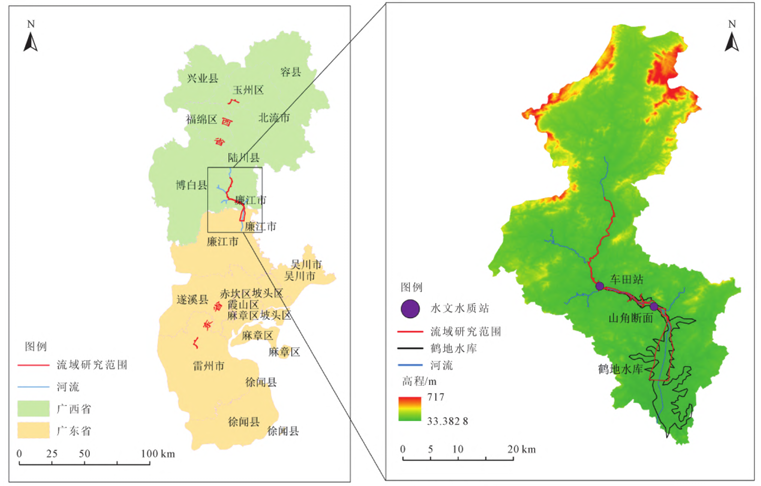 N
兴业县
容县
玉州区
广
福绵区
西
北流市
省
陆川县
博白县
廉江市
廉江市
廉江市
吴川市
吴川市
遂溪县
赤坎区坡头区
省
霞山区
东
麻章区坡头区
广
麻章区
麻章区
雷州市
徐闻县
徐闻县
徐闻县
图例
流域研究范围
河流
广西省
广东省
0 25 50 100 km
N
车田站
山角断面
鹤地水库
图例
水文水质站
流域研究范围
鹤地水库
河流
高程/m
717
33.382 8
0 5 10 20 km